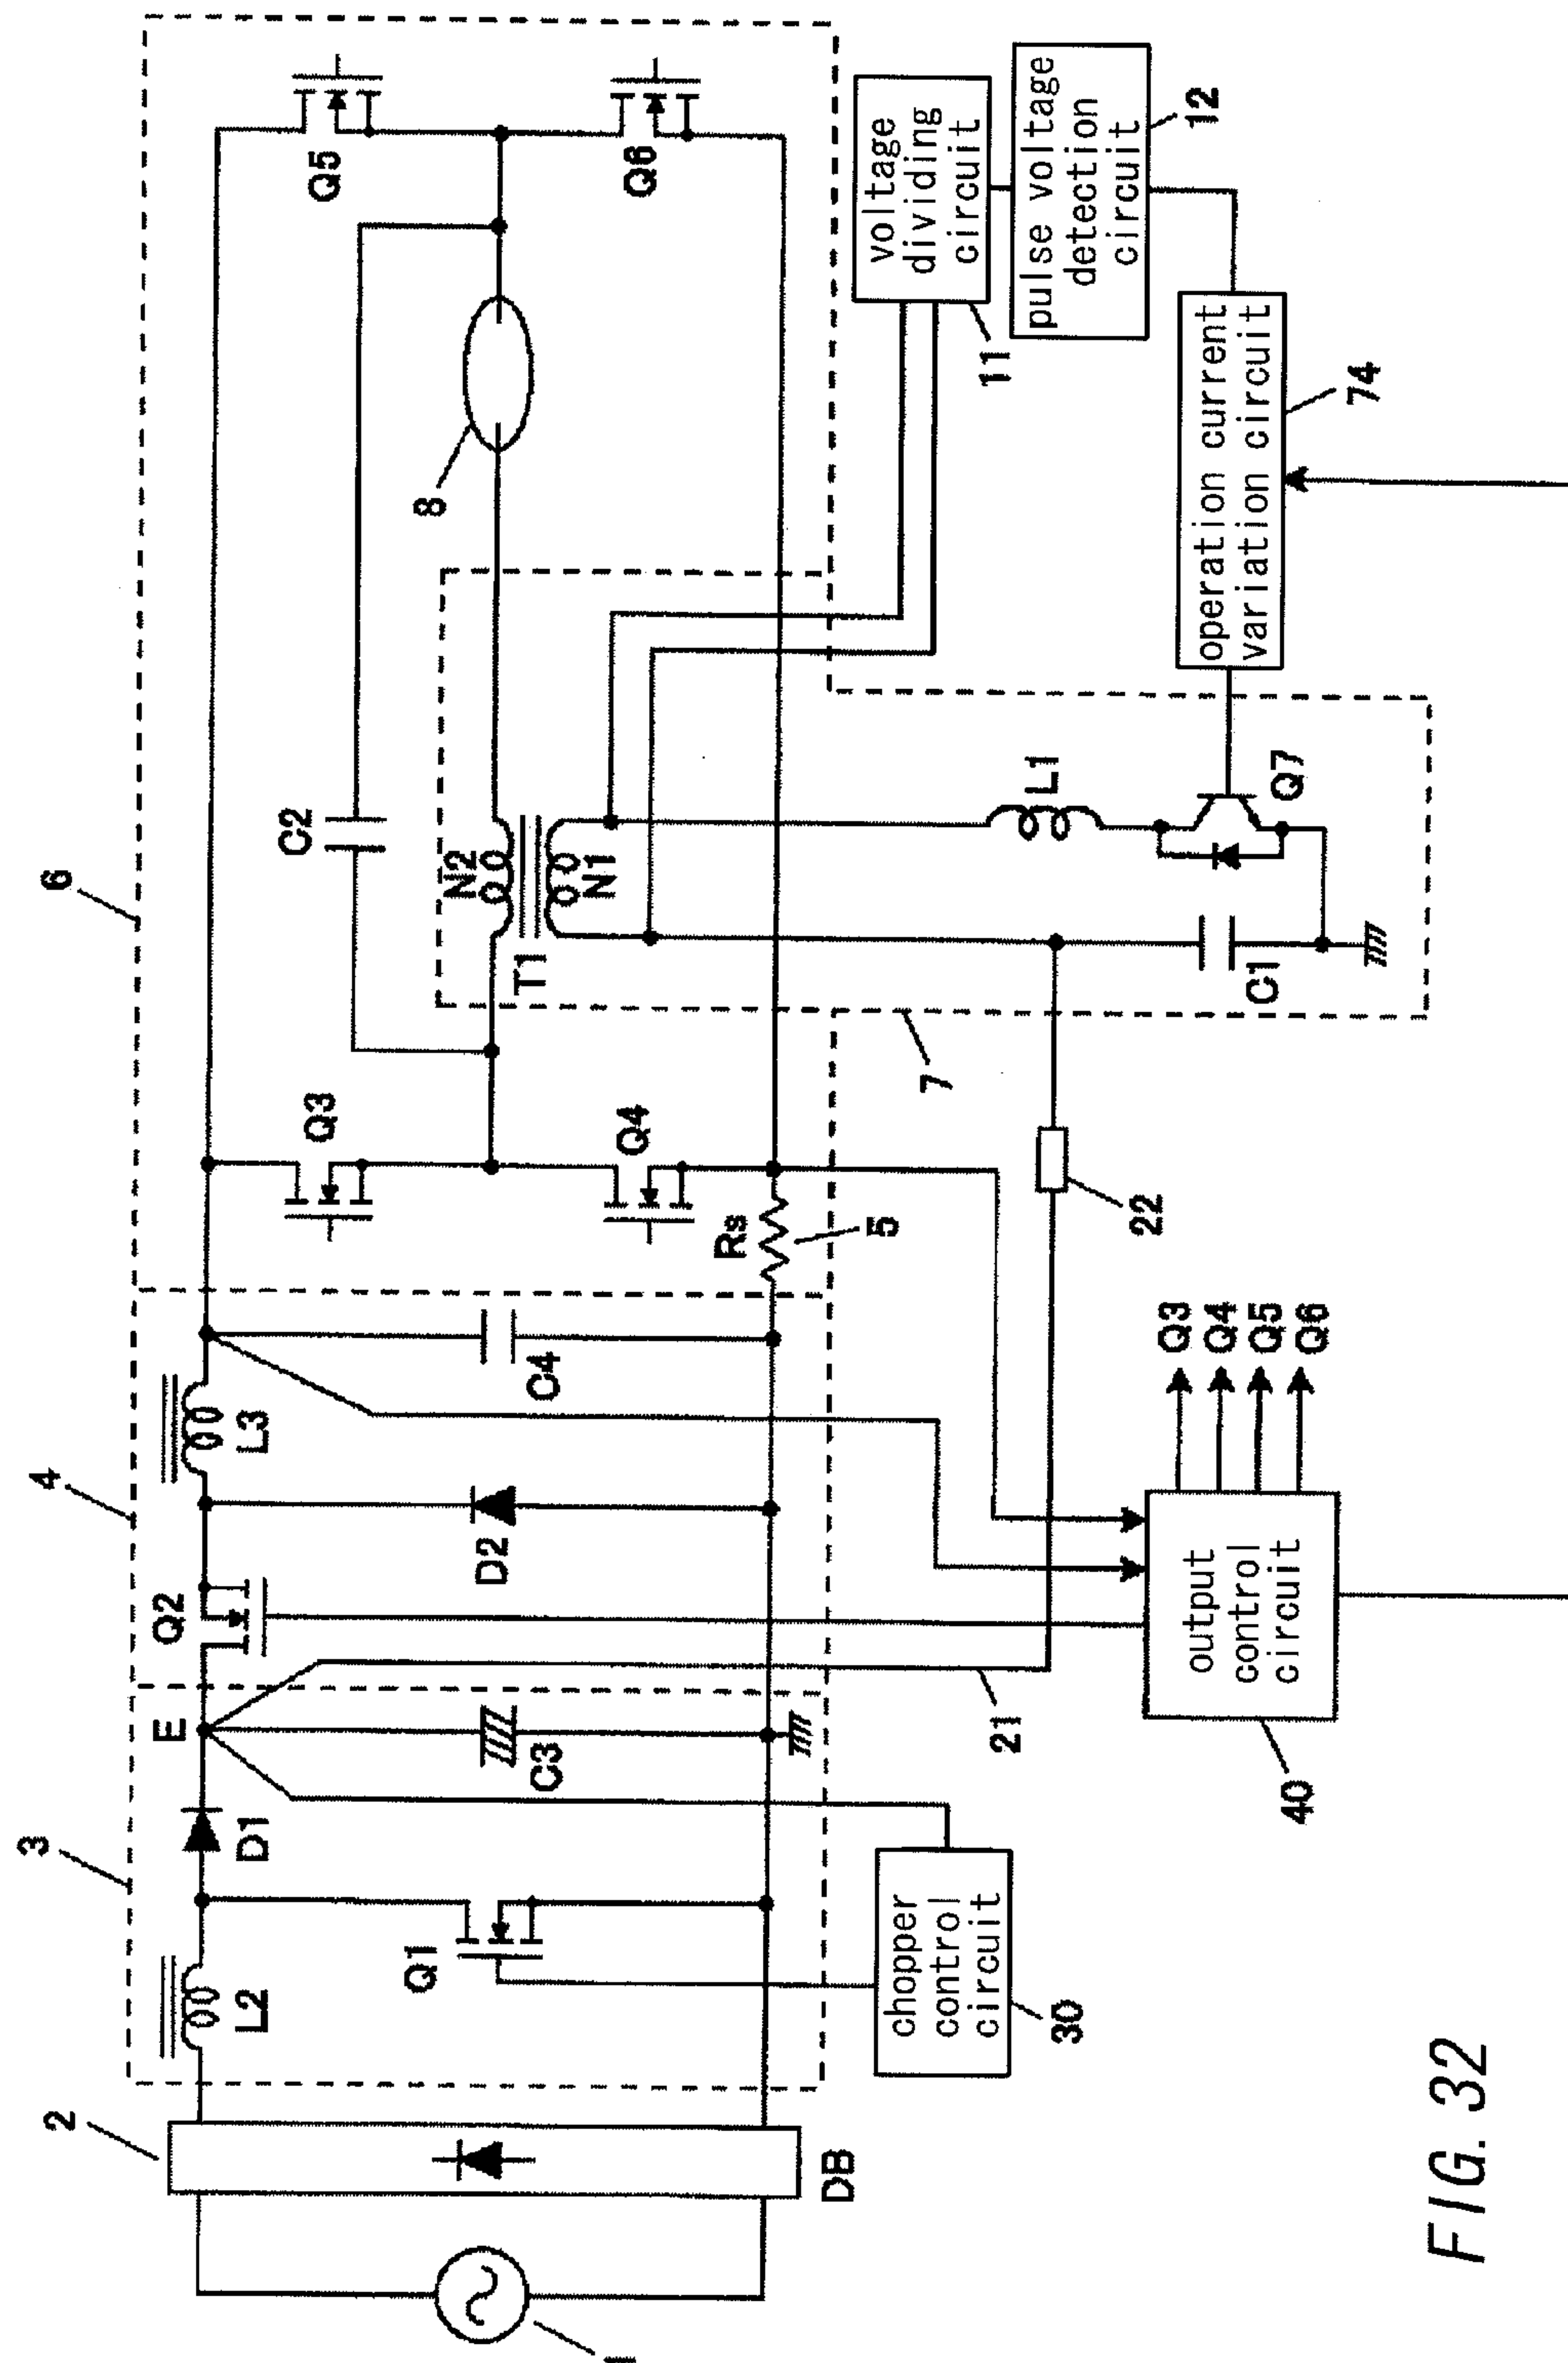 1
2
DB
3
L2
D1
E
Q1
C3
chopper
control
circuit
30
4
Q2
L3
D2
C4
21
output
control
circuit
40
Q3
Q4
Q5
Q6
22
6
Q3
Q4
Rs
5
C2
T1
N2
N1
7
8
Q5
Q6
L1
Q7
C1
voltage
dividing
circuit
11
pulse voltage
detection
circuit
12
operation current
variation circuit
74
FIG. 32